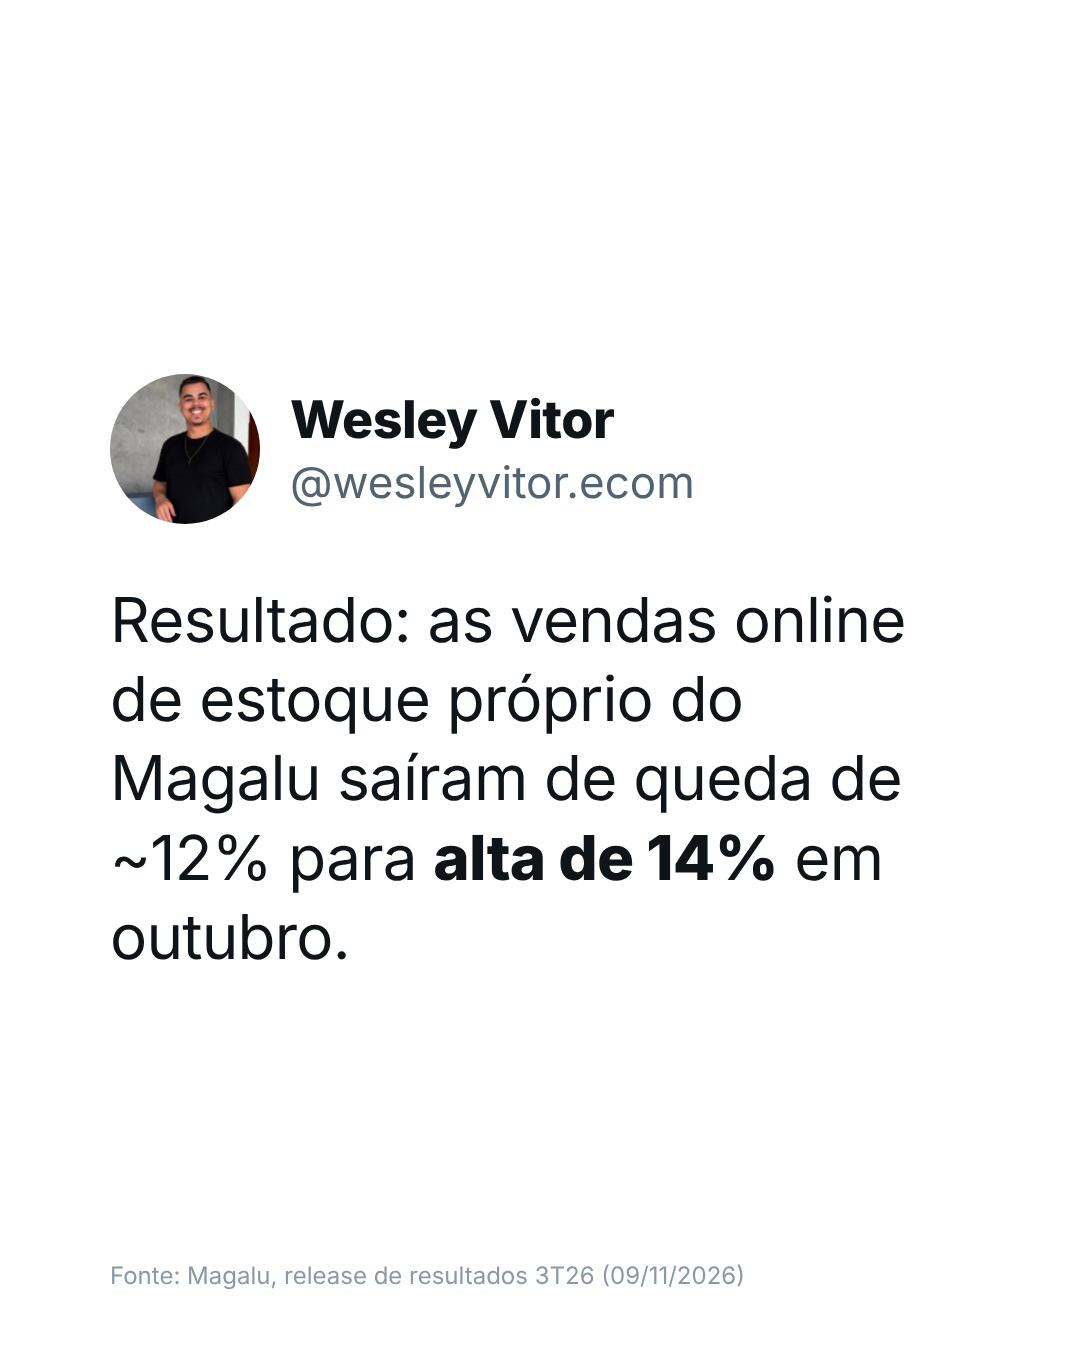 Wesley Vitor
@wesleyvitor.ecom
Resultado: as vendas online
de estoque próprio do
Magalu saíram de queda de
~12% para alta de 14% em
outubro.
Fonte: Magalu, release de resultados 3T26 (09/11/2026)